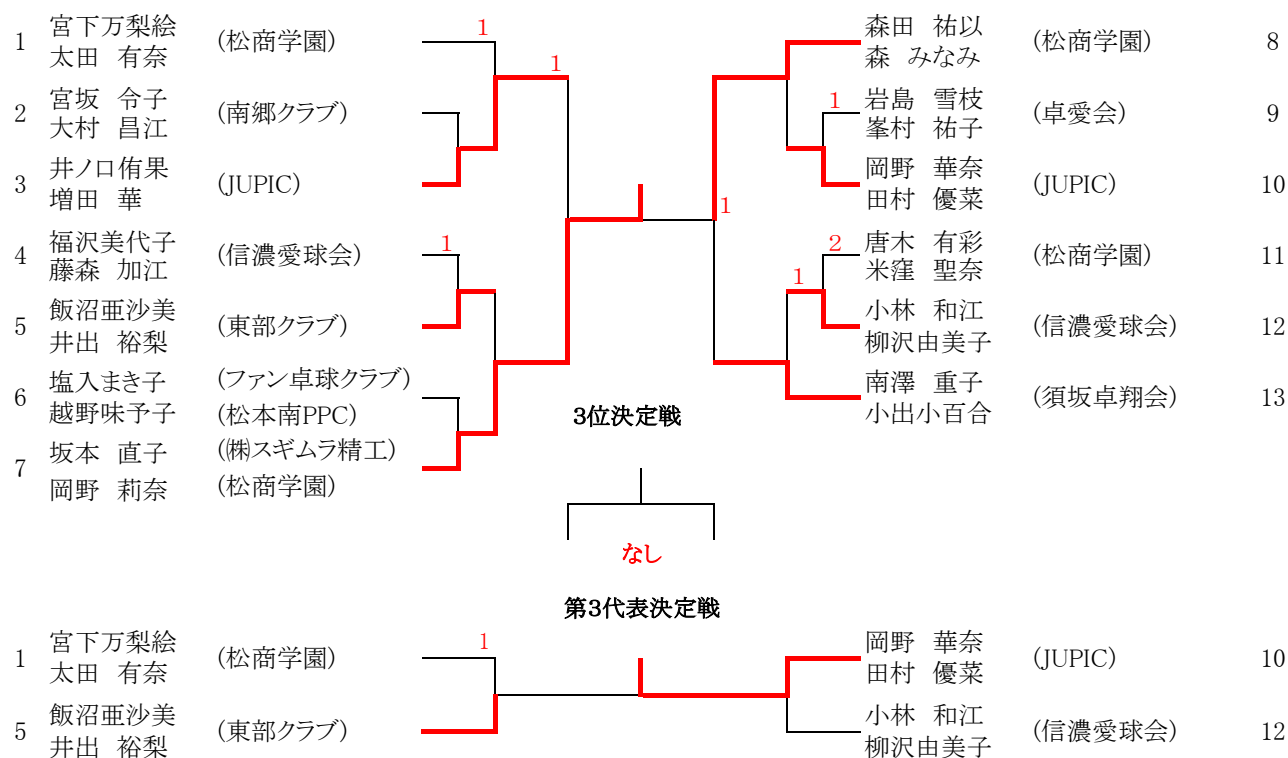 宮下万梨絵
1 (松商学園) 1
太田 有奈
宮坂 令子
2 (南郷クラブ) 1
大村 昌江
井ノ口侑果
3 (JUPIC)
増田 華
福沢美代子
4 (信濃愛球会) 1
藤森 加江
飯沼亜沙美
5 (東部クラブ)
井出 裕梨
塩入まき子 (ファン卓球クラブ)
6
越野味予子 (松本南PPC)
坂本 直子 (㈱スギムラ精工)
7
岡野 莉奈 (松商学園)
森田 祐以
(松商学園) 8
森 みなみ
1 岩島 雪枝
(卓愛会) 9
峯村 祐子
岡野 華奈
(JUPIC) 10
田村 優菜
1
2 唐木 有彩
(松商学園) 11
米窪 聖奈
1 小林 和江
(信濃愛球会) 12
柳沢由美子
南澤 重子
(須坂卓翔会) 13
小出小百合
3位決定戦
なし
第3代表決定戦
宮下万梨絵
1 (松商学園) 1
太田 有奈
飯沼亜沙美
5 (東部クラブ)
井出 裕梨
岡野 華奈
(JUPIC) 10
田村 優菜
小林 和江
(信濃愛球会) 12
柳沢由美子